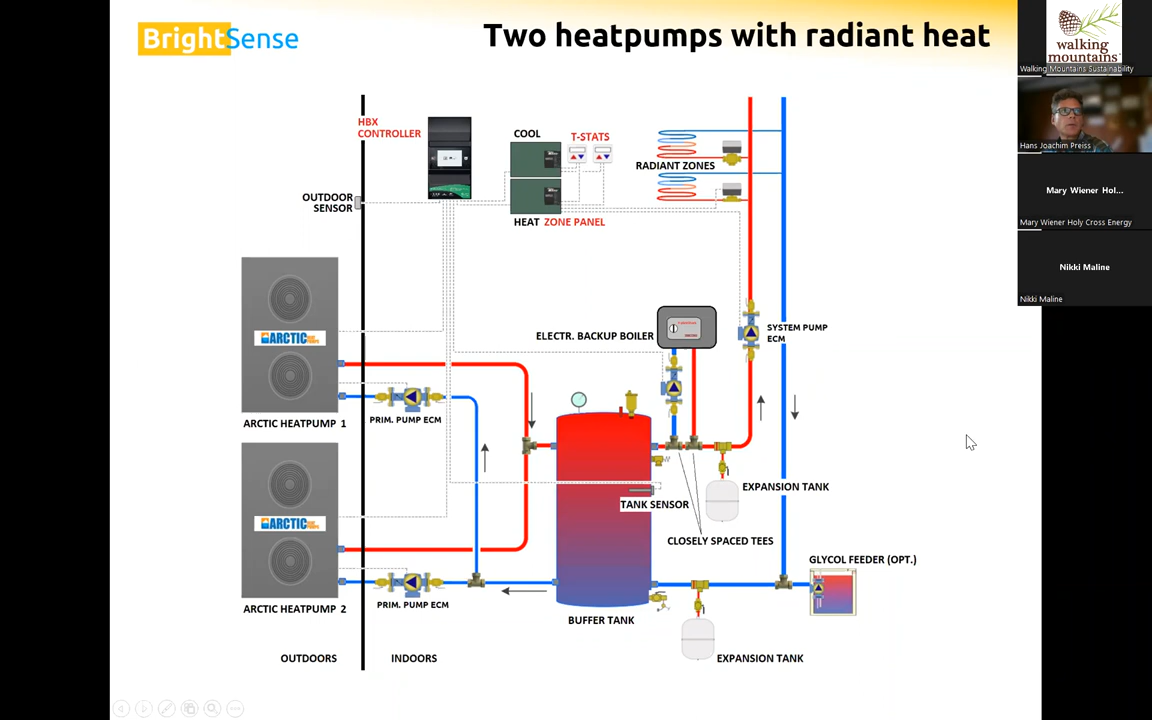 BrightSense
Two heatpumps with radiant heat
walking
mountains
Walking Mountains Sustainability
Hans Joachim Preiss
Mary Wiener Hol...
Mary Wiener Holy Cross Energy
Nikki Maline
Nikki Maline
HBX
CONTROLLER
COOL
T-STATS
RADIANT ZONES
OUTDOOR
SENSOR
HEAT ZONE PANEL
ELECTR. BACKUP BOILER
SYSTEM PUMP
ECM
ARCTIC
ARCTIC HEATPUMP 1
PRIM. PUMP ECM
TANK SENSOR
EXPANSION TANK
CLOSELY SPACED TEES
ARCTIC
GLYCOL FEEDER (OPT.)
ARCTIC HEATPUMP 2
PRIM. PUMP ECM
BUFFER TANK
OUTDOORS
INDOORS
EXPANSION TANK